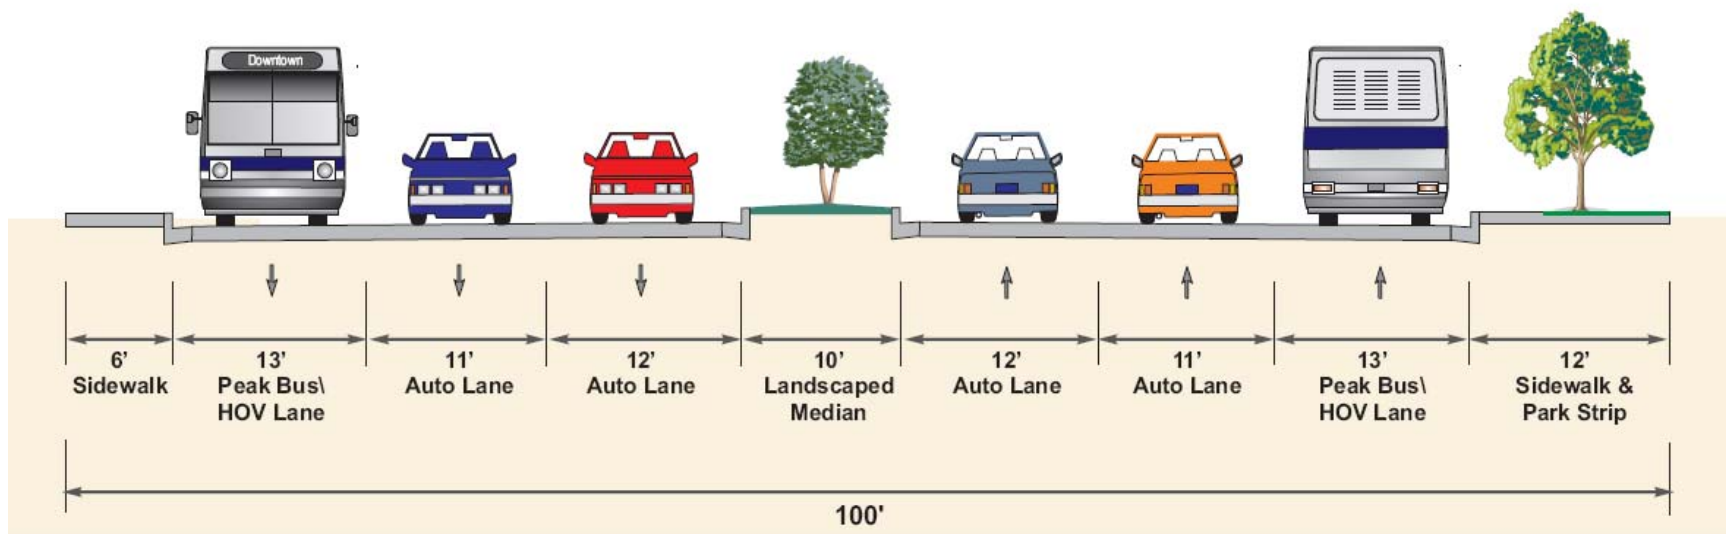 Downtown
6’
Sidewalk
13’
Peak Bus\
HOV Lane
11’
Auto Lane
12’
Auto Lane
10’
Landscaped
Median
12’
Auto Lane
11’
Auto Lane
13’
Peak Bus\
HOV Lane
12’
Sidewalk &
Park Strip
100'